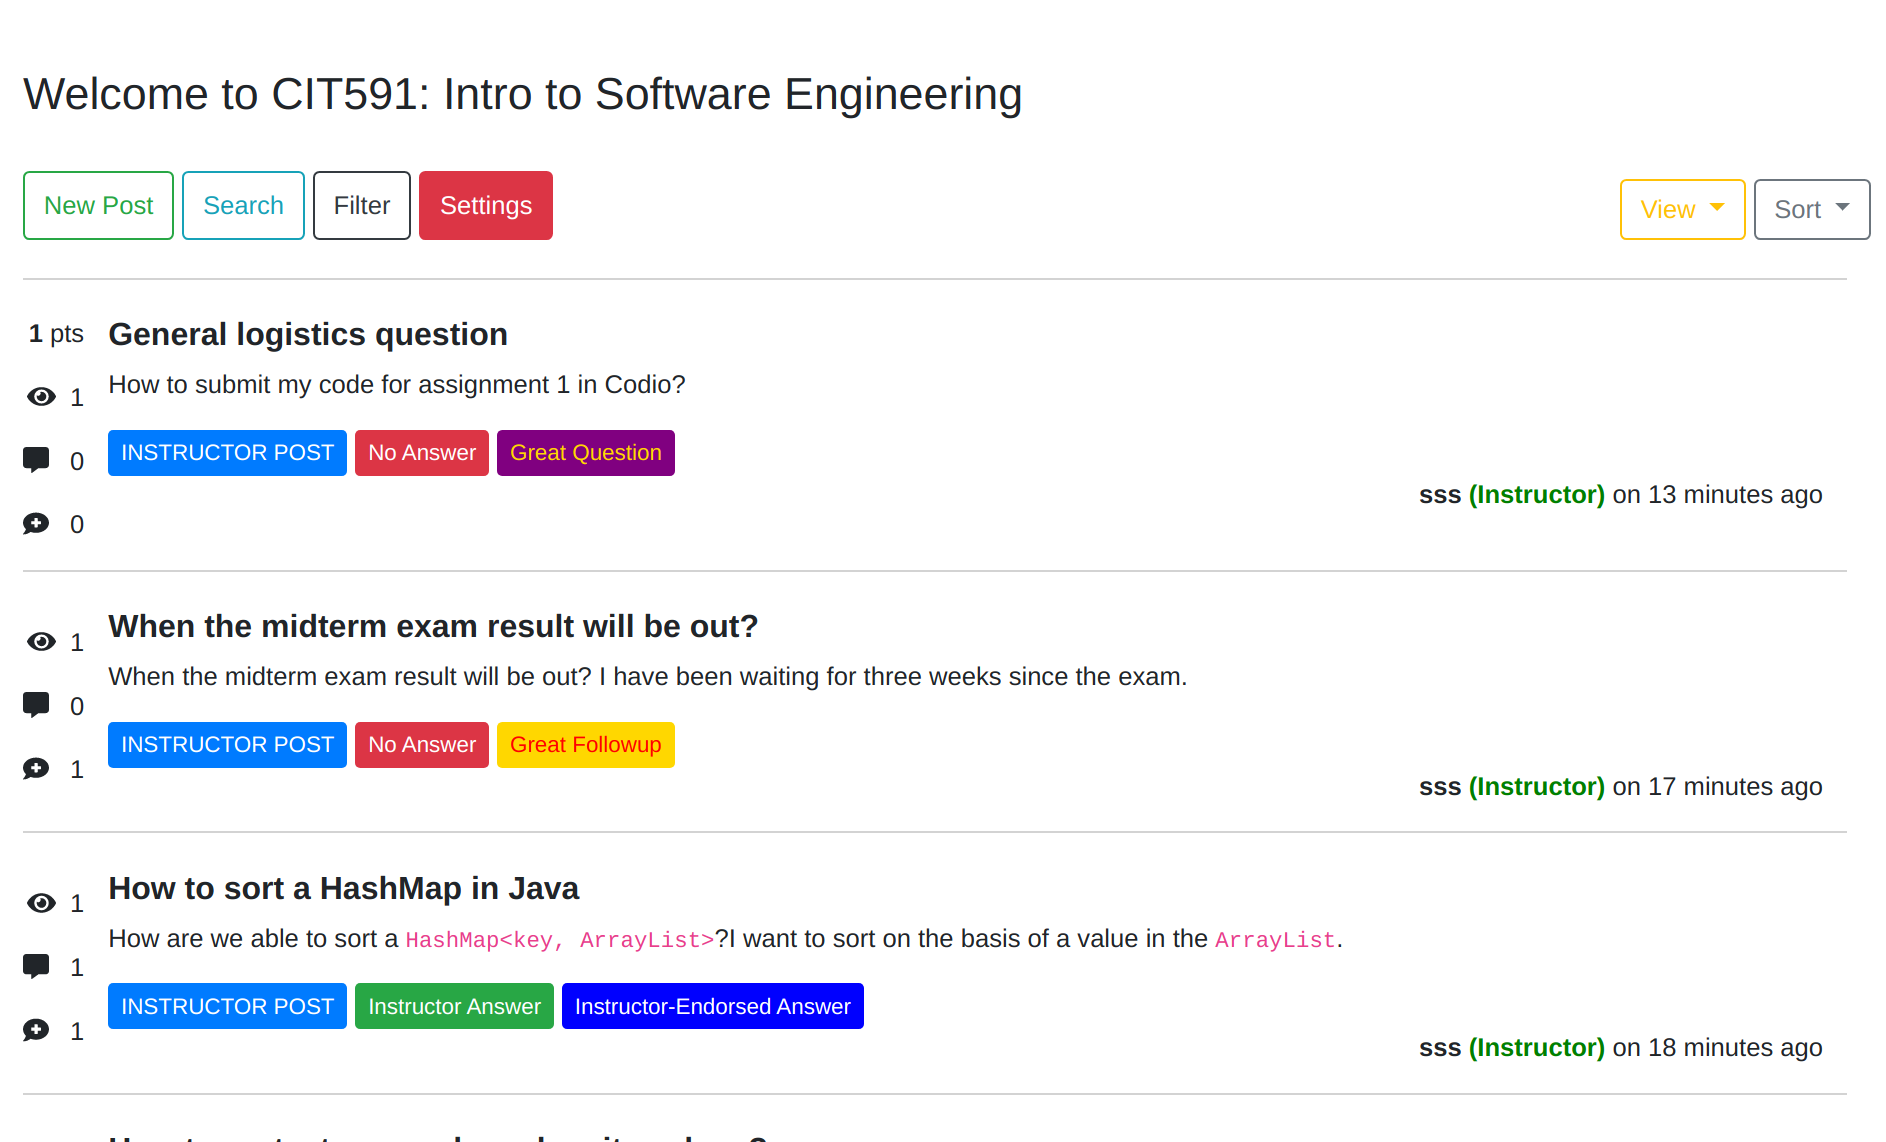 Welcome to CIT591: Intro to Software Engineering
New Post Search Filter Settings View Sort
1 pts General logistics question
1 How to submit my code for assignment 1 in Codio?
0 INSTRUCTOR POST No Answer Great Question
sss (Instructor) on 13 minutes ago
0
When the midterm exam result will be out?
1
When the midterm exam result will be out? I have been waiting for three weeks since the exam.
0
INSTRUCTOR POST No Answer Great Followup
1
sss (Instructor) on 17 minutes ago
How to sort a HashMap in Java
1
How are we able to sort a HashMap<key, ArrayList>?I want to sort on the basis of a value in the ArrayList.
1
INSTRUCTOR POST Instructor Answer Instructor-Endorsed Answer
1
sss (Instructor) on 18 minutes ago